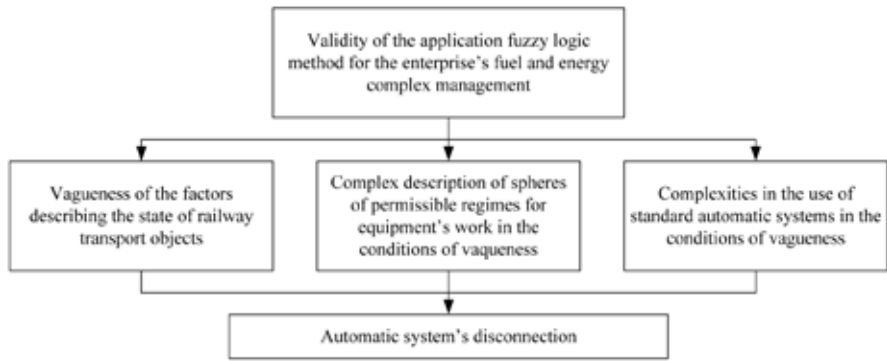 Validity of the application fuzzy logic
method for the enterprise's fuel and energy
complex management
Vagueness of the factors
describing the state of railway
transport objects
Complex description of spheres
of permissible regimes for
equipment's work in the
conditions of vaqueness
Complexities in the use of
standard automatic systems in the
conditions of vagueness
Automatic system's disconnection